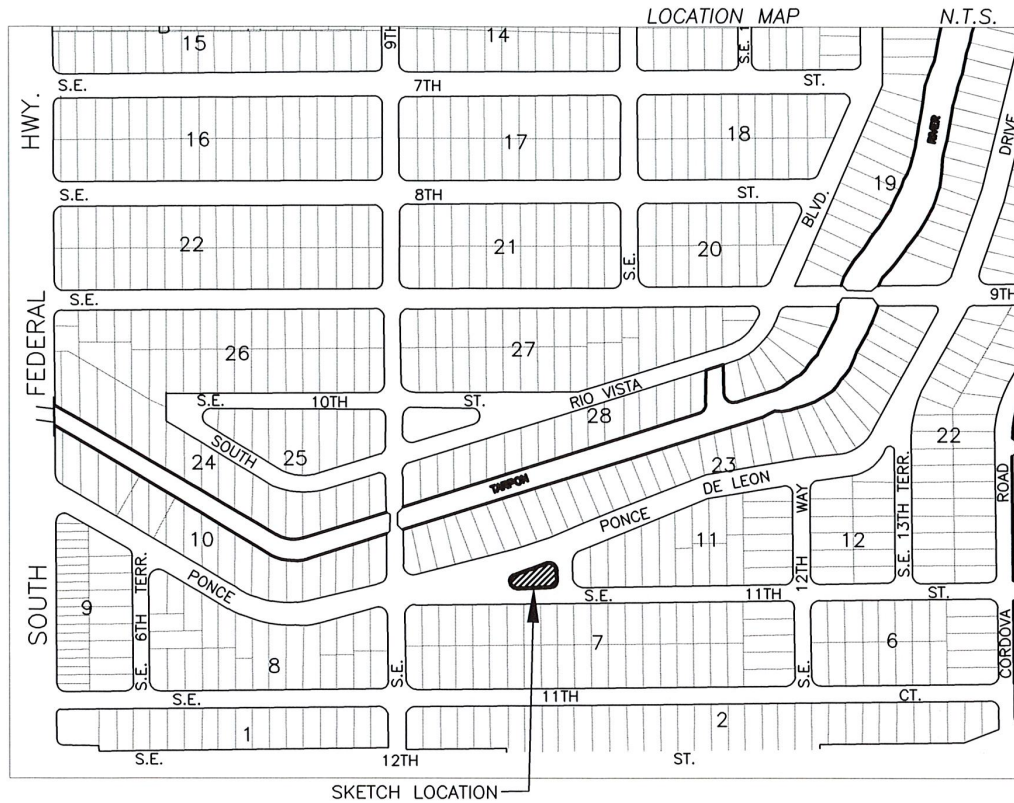 LOCATION MAP N.T.S.
15 9TH 14 S.E. 1
S.E. 7TH ST.
HWY.
16 17 18 RIVER DRIVE
19
S.E. 8TH ST.
BLVD.
22 21 S.E. 20
S.E. 9TH
FEDERAL
26 27
S.E. 10TH ST. RIO VISTA
28
SOUTH 25 22
24 TARPON 23
DE LEON WAY S.E. 13TH TERR. ROAD
PONCE
10 11 12TH 12
PONCE
SOUTH 9 S.E. 6TH TERR. S.E. 11TH ST.
8 S.E. 7 S.E. 6 CORDOVA
S.E. 11TH CT.
1 2
S.E. 12TH ST.
SKETCH LOCATION